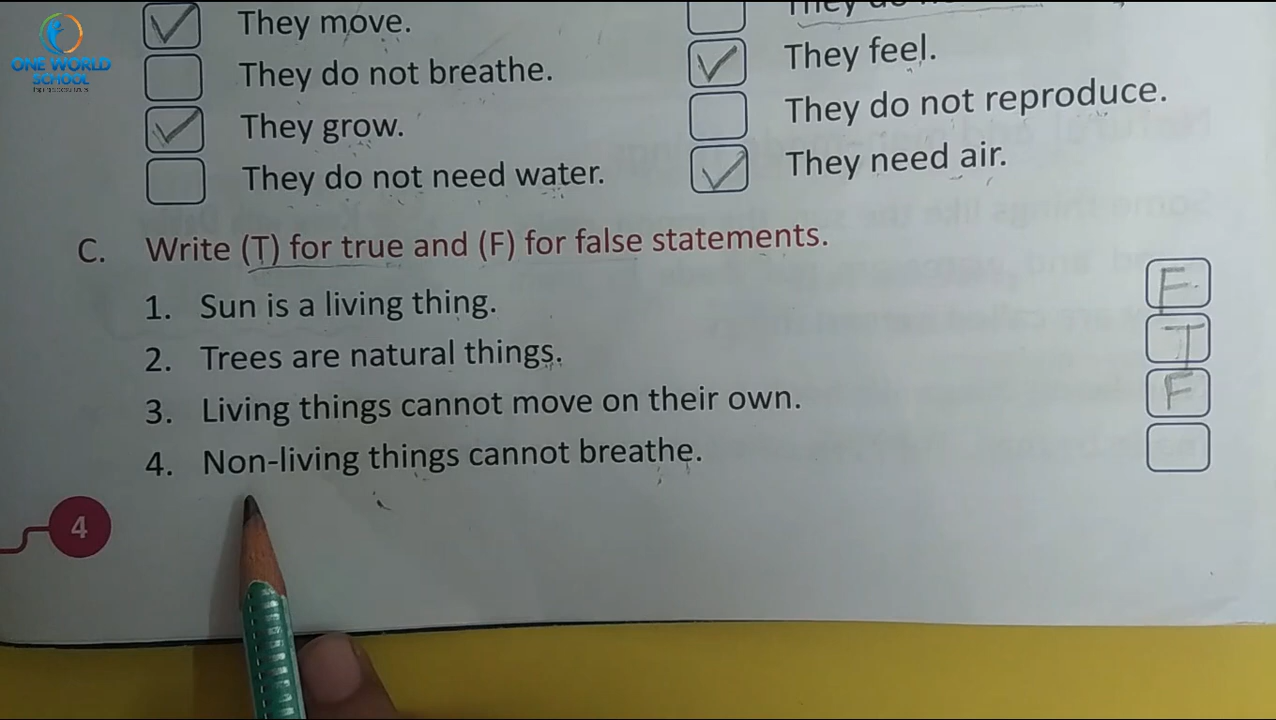 ONE WORLD
SCHOOL
They move.
They do not breathe.
They feel.
They grow.
They do not reproduce.
They do not need water.
They need air.
C. Write (T) for true and (F) for false statements.
1. Sun is a living thing. F
2. Trees are natural things. T
3. Living things cannot move on their own. F
4. Non-living things cannot breathe.
4